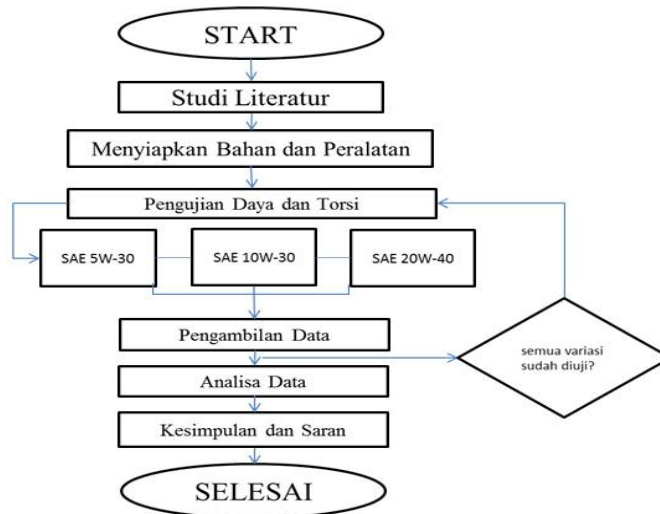 START
Studi Literatur
Menyiapkan Bahan dan Peralatan
Pengujian Daya dan Torsi
SAE 5W-30
SAE 10W-30
SAE 20W-40
Pengambilan Data
semua variasi
sudah diuji?
Analisa Data
Kesimpulan dan Saran
SELESAI